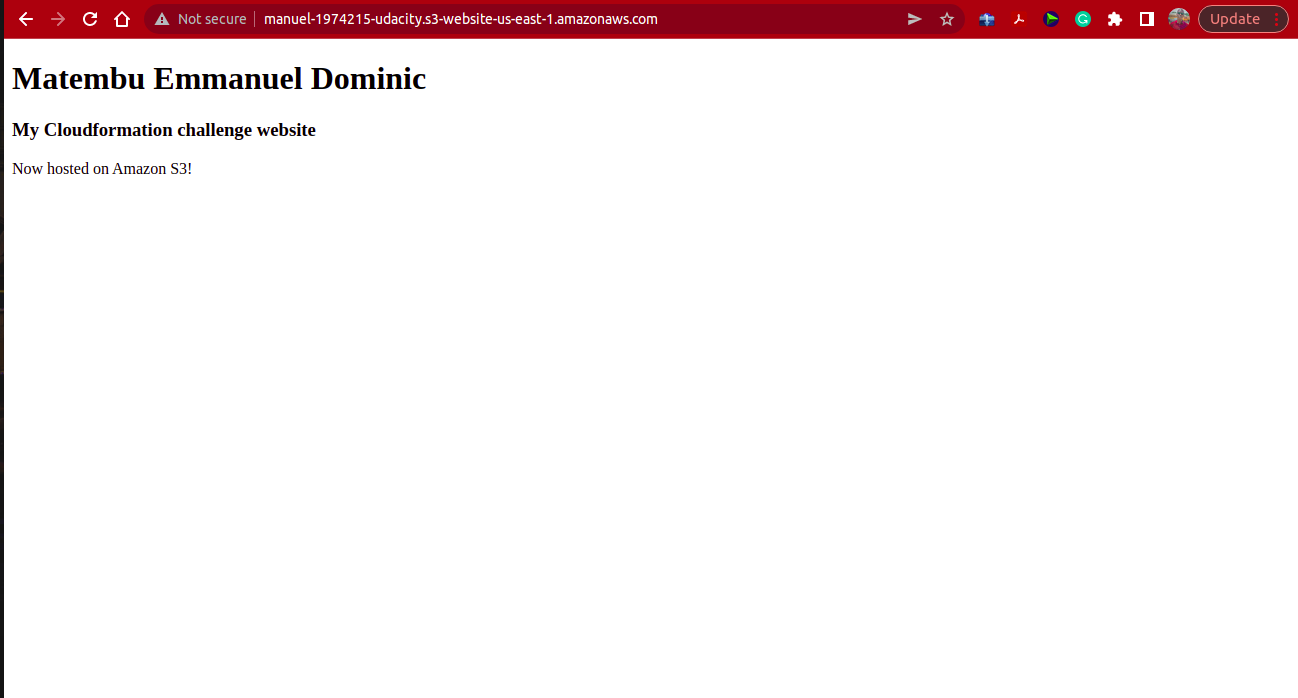 Not secure manuel-1974215-udacity.s3-website-us-east-1.amazonaws.com Update
Matembu Emmanuel Dominic
My Cloudformation challenge website
Now hosted on Amazon S3!